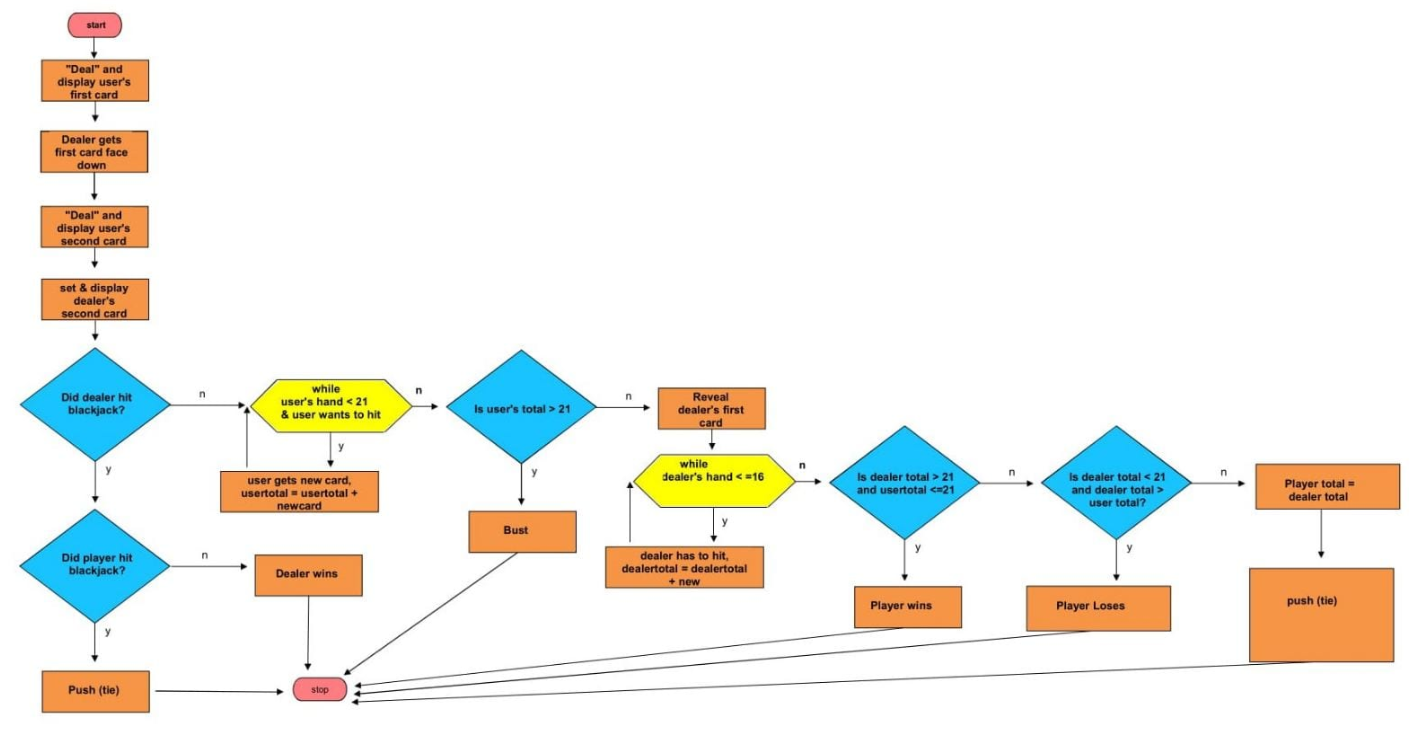 start
"Deal" and
display user's
first card
Dealer gets
first card face
down
"Deal" and
display user's
second card
set & display
dealer's
second card
Did dealer hit
blackjack?
n
y
while
user's hand < 21
& user wants to hit
n
y
user gets new card,
usertotal = usertotal +
newcard
Is user's total > 21
n
y
Bust
Reveal
dealer's first
card
while
dealer's hand < =16
n
y
dealer has to hit,
dealertotal = dealertotal
+ new
Is dealer total > 21
and usertotal <=21
n
y
Player wins
Is dealer total < 21
and dealer total >
user total?
n
y
Player Loses
Player total =
dealer total
push (tie)
Did player hit
blackjack?
n
y
Dealer wins
Push (tie)
stop